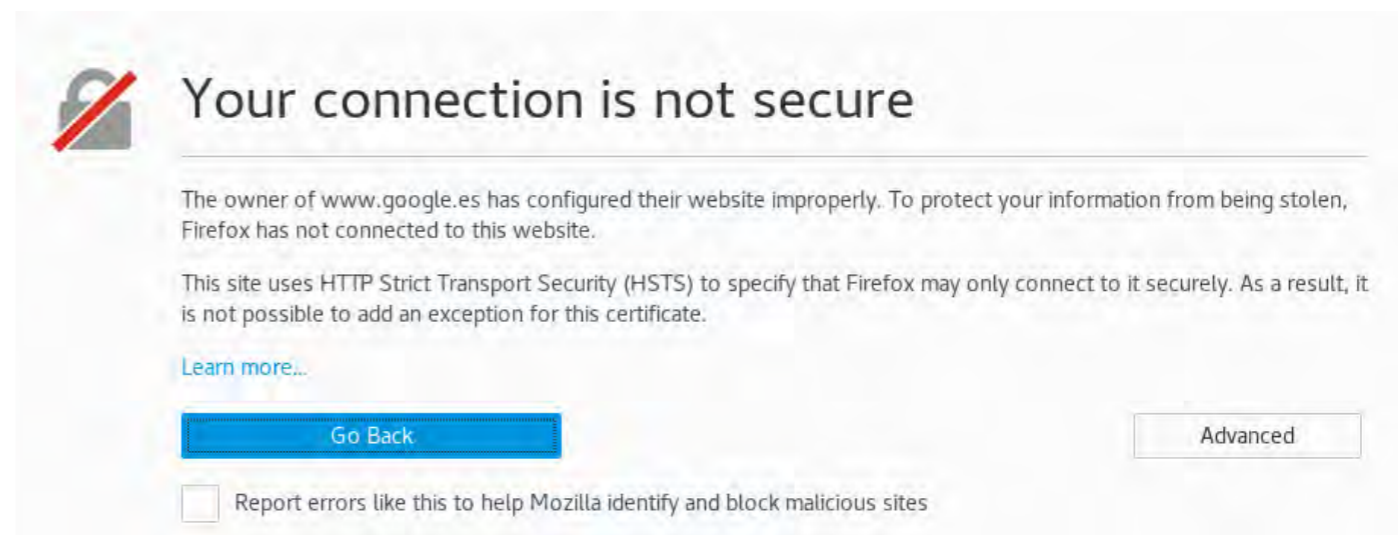 Your connection is not secure
The owner of www.google.es has configured their website improperly. To protect your information from being stolen,
Firefox has not connected to this website.
This site uses HTTP Strict Transport Security (HSTS) to specify that Firefox may only connect to it securely. As a result, it
is not possible to add an exception for this certificate.
Learn more...
Go Back
Advanced
Report errors like this to help Mozilla identify and block malicious sites